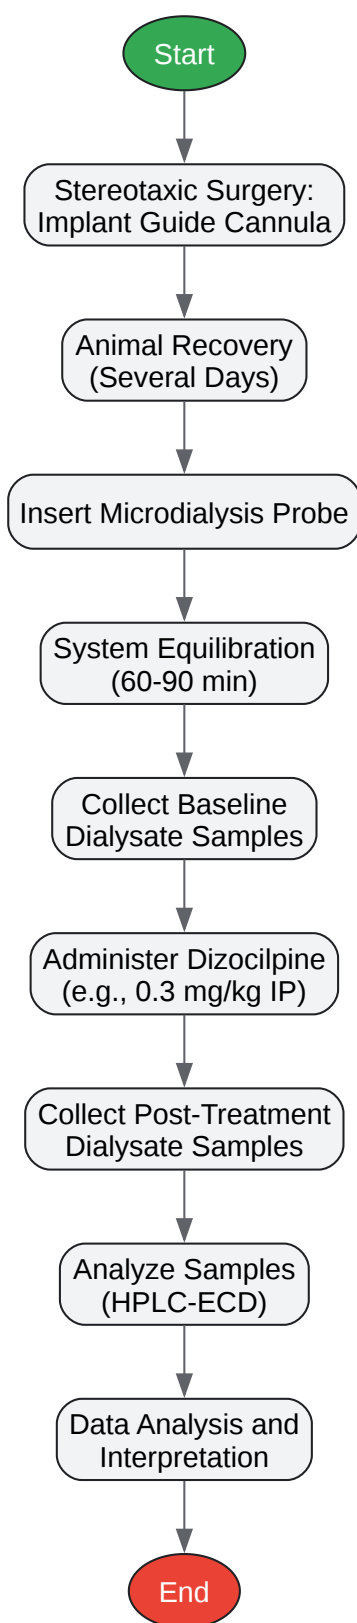 Start
Stereotaxic Surgery:
Implant Guide Cannula
Animal Recovery
(Several Days)
Insert Microdialysis Probe
System Equilibration
(60-90 min)
Collect Baseline
Dialysate Samples
Administer Dizocilpine
(e.g., 0.3 mg/kg IP)
Collect Post-Treatment
Dialysate Samples
Analyze Samples
(HPLC-ECD)
Data Analysis and
Interpretation
End